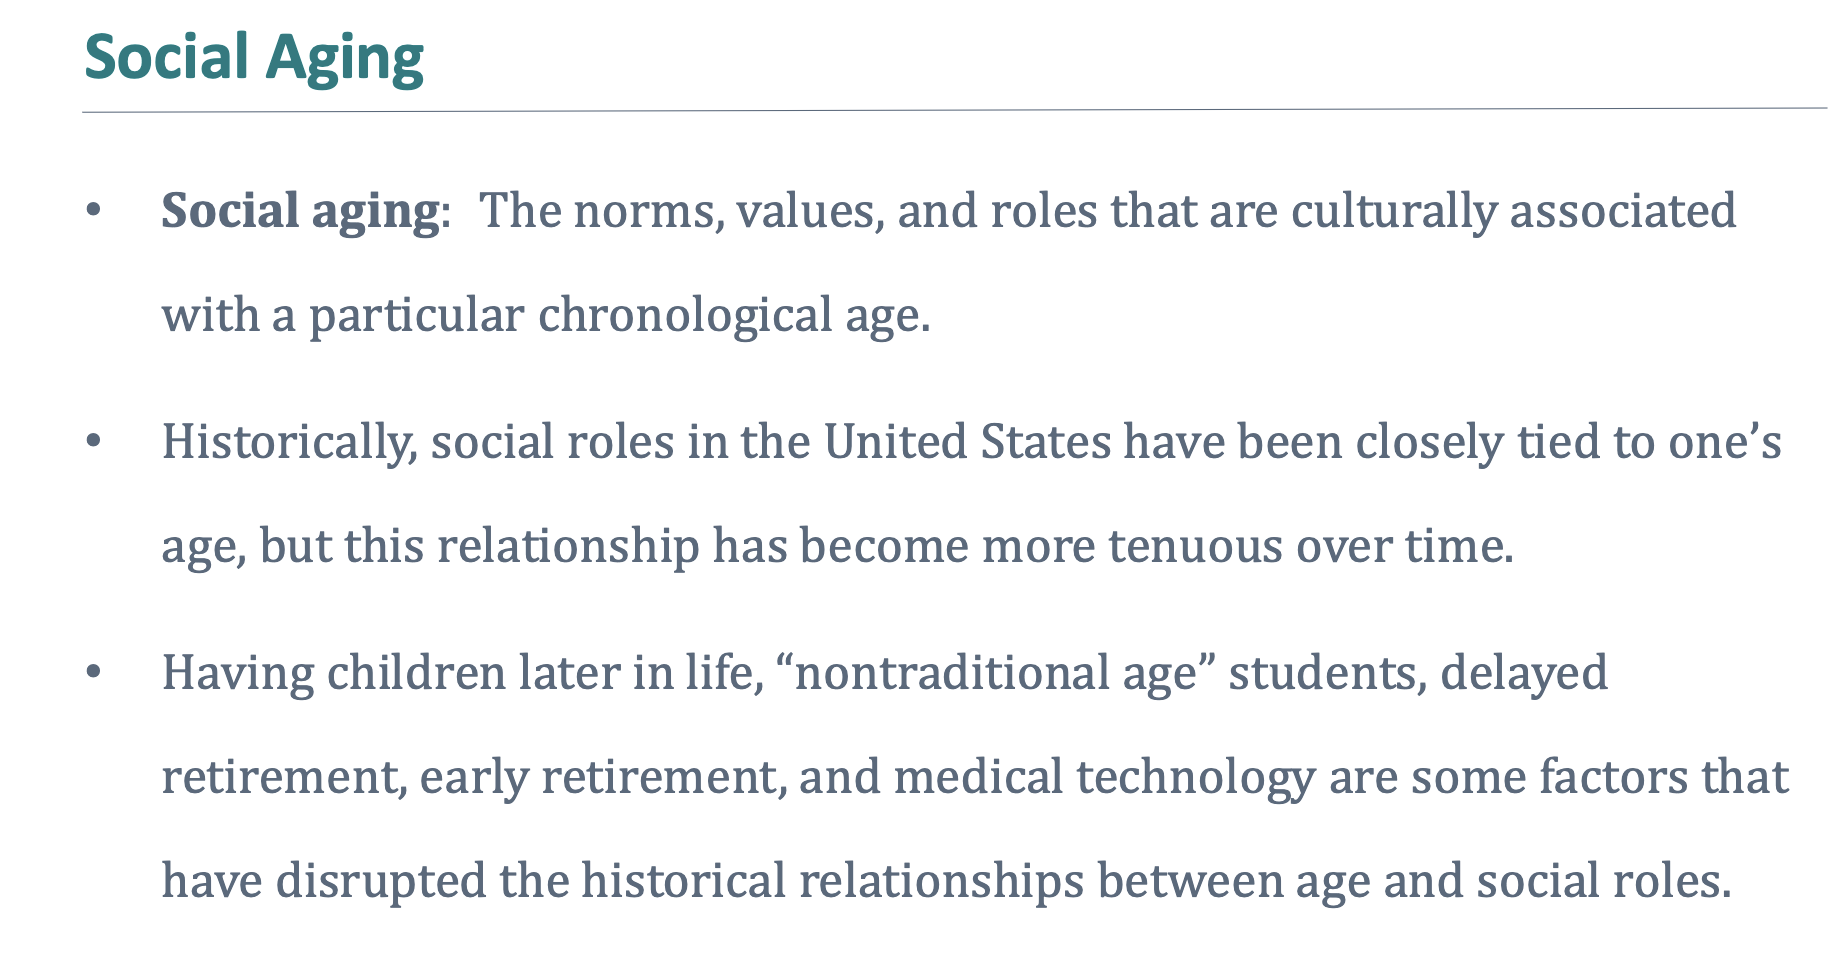 Social Aging
• Social aging:  The norms, values, and roles that are culturally associated
with a particular chronological age.
• Historically, social roles in the United States have been closely tied to one’s
age, but this relationship has become more tenuous over time.
• Having children later in life, “nontraditional age” students, delayed
retirement, early retirement, and medical technology are some factors that
have disrupted the historical relationships between age and social roles.